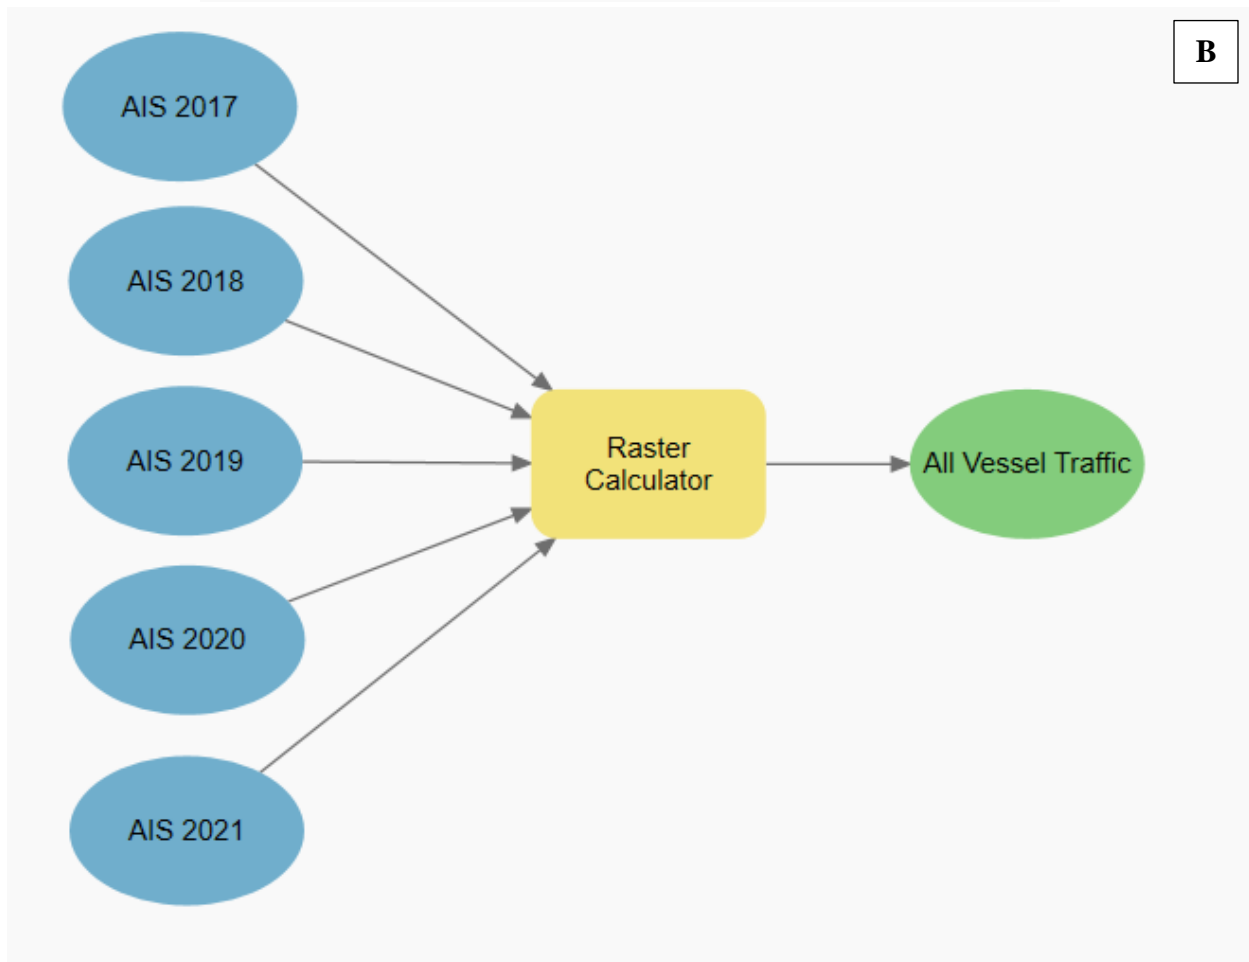 B
AIS 2017
AIS 2018
AIS 2019
AIS 2020
AIS 2021
Raster
Calculator
All Vessel Traffic